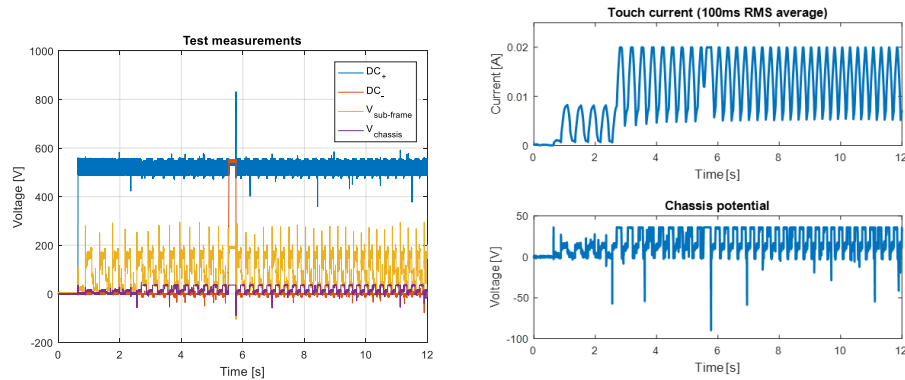 Test measurements
1000
800
600
400
200
0
-200
Voltage [V]
0 2 4 6 8 10 12
Time [s]
DC+
DC-
Vsub-frame
Vchassis
Touch current (100ms RMS average)
0.02
0.01
0
Current [A]
0 2 4 6 8 10 12
Time [s]
Chassis potential
50
0
-50
-100
Voltage [V]
0 2 4 6 8 10 12
Time [s]